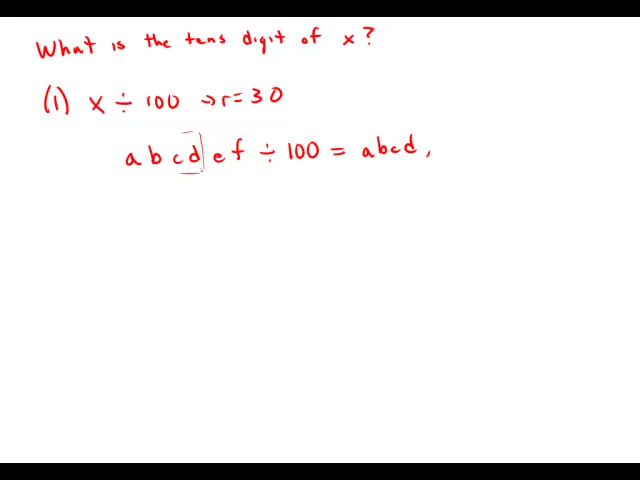 What is the tens digit of x?
(1) x ÷ 100 → r = 30
abcdef ÷ 100 = abcd,